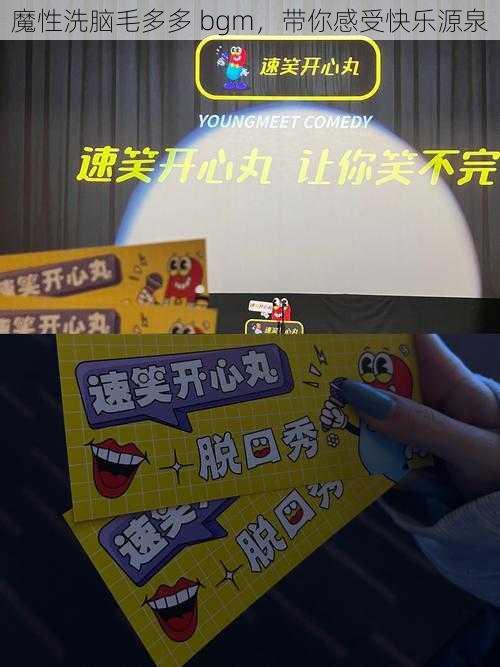 魔性洗脑毛多多 bgm，带你感受快乐源泉
速笑开心丸
YOUNGMEET COMEDY
速笑开心丸 让你笑不完
速笑开心丸
速笑开心丸
速笑开心丸
脱口秀
速笑
脱口秀